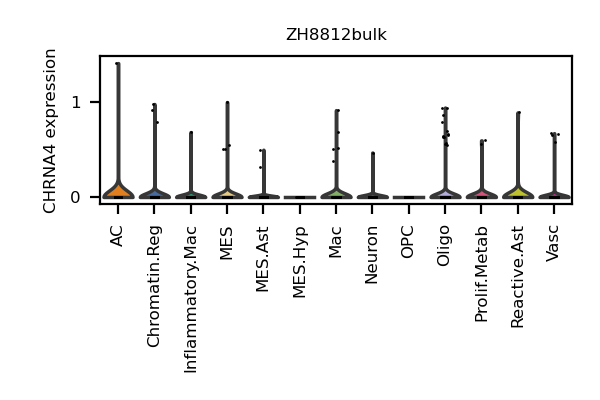 ZH8812bulk
CHRNA4 expression
1
0
AC
Chromatin.Reg
Inflammatory.Mac
MES
MES.Ast
MES.Hyp
Mac
Neuron
OPC
Oligo
Prolif.Metab
Reactive.Ast
Vasc